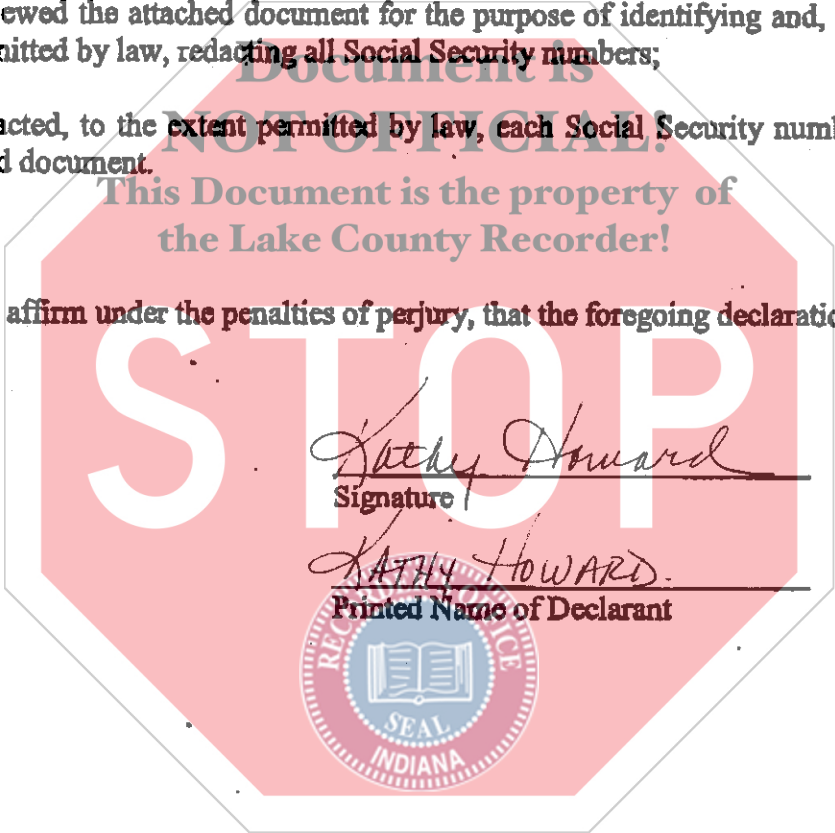 ewed the attached document for the purpose of identifying and,
nitted by law, redacting all Social Security numbers;
Document is
acted, to the extent permitted by law, each Social Security numl
NOT OFFICIAL!
d document.
This Document is the property of
the Lake County Recorder!
affirm under the penalties of perjury, that the foregoing declaratio
STOP
Kathy Howard
Signature
KATHY HOWARD.
Printed Name of Declarant
RECORDER'S OFFICE
SEAL
INDIANA